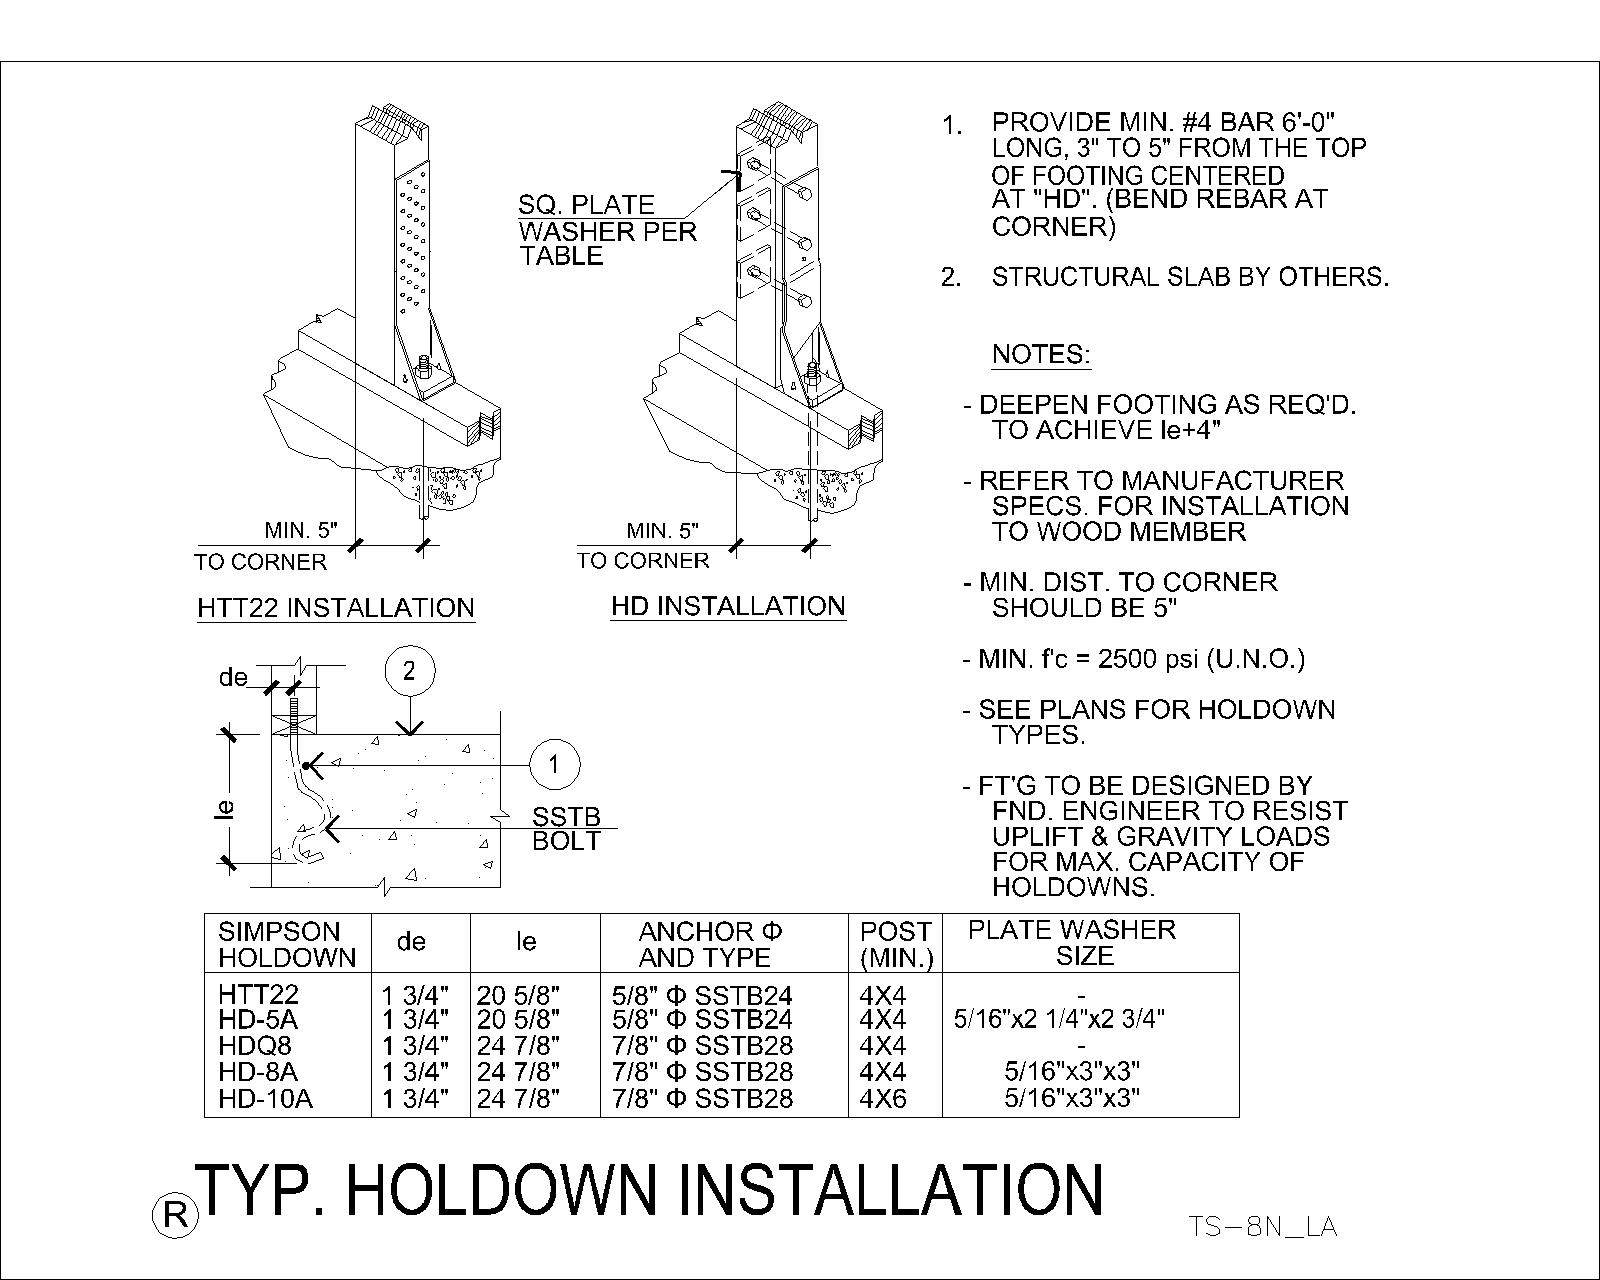 SQ. PLATE
WASHER PER
TABLE
MIN. 5"
TO CORNER
HTT22 INSTALLATION
MIN. 5"
TO CORNER
HD INSTALLATION
1. PROVIDE MIN. #4 BAR 6'-0"
LONG, 3" TO 5" FROM THE TOP
OF FOOTING CENTERED
AT "HD". (BEND REBAR AT
CORNER)
2. STRUCTURAL SLAB BY OTHERS.
NOTES:
- DEEPEN FOOTING AS REQ'D.
TO ACHIEVE le+4"
- REFER TO MANUFACTURER
SPECS. FOR INSTALLATION
TO WOOD MEMBER
- MIN. DIST. TO CORNER
SHOULD BE 5"
- MIN. f'c = 2500 psi (U.N.O.)
- SEE PLANS FOR HOLDOWN
TYPES.
- FT'G TO BE DESIGNED BY
FND. ENGINEER TO RESIST
UPLIFT & GRAVITY LOADS
FOR MAX. CAPACITY OF
HOLDOWNS.
de
2
1
le
SSTB
BOLT
SIMPSON HOLDOWN de le ANCHOR Φ AND TYPE POST (MIN.) PLATE WASHER SIZE
HTT22 1 3/4" 20 5/8" 5/8" Φ SSTB24 4X4 -
HD-5A 1 3/4" 20 5/8" 5/8" Φ SSTB24 4X4 5/16"x2 1/4"x2 3/4"
HDQ8 1 3/4" 24 7/8" 7/8" Φ SSTB28 4X4 -
HD-8A 1 3/4" 24 7/8" 7/8" Φ SSTB28 4X4 5/16"x3"x3"
HD-10A 1 3/4" 24 7/8" 7/8" Φ SSTB28 4X6 5/16"x3"x3"
R TYP. HOLDOWN INSTALLATION
TS-8N_LA